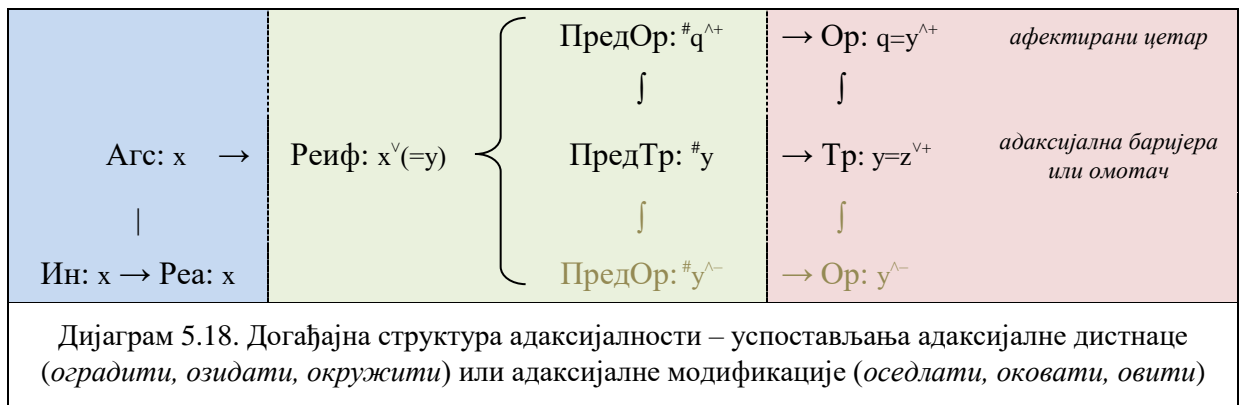 ПредОр: #q^+ → Ор: q=y^+ афектирани цетар
∫ ∫
Агс: x → Реиф: x˅(=y) ПредТр: #y → Тр: y=z˅+ адаксијална баријера
или омотач
| ∫ ∫
Ин: x → Реа: x ПредОр: #y^– → Ор: y^–
Дијаграм 5.18. Догађајна структура адаксијалности – успостављања адаксијалне дистнаце
(оградити, озидати, окружити) или адаксијалне модификације (оседлати, оковати, овити)